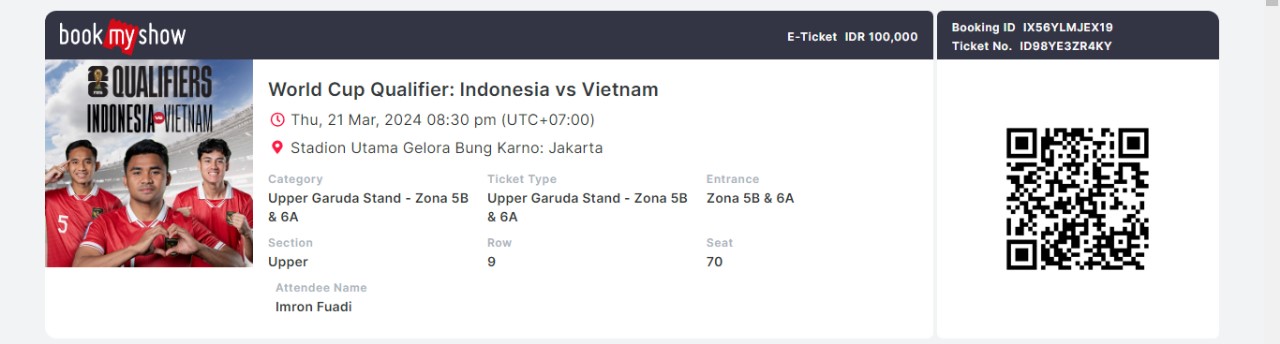 book my show
E-Ticket IDR 100,000
Booking ID IX56YLMJEX19
Ticket No. ID98YE3ZR4KY
26 QUALIFIERS
FIFA
INDONESIA VIETNAM
5
World Cup Qualifier: Indonesia vs Vietnam
Thu, 21 Mar, 2024 08:30 pm (UTC+07:00)
Stadion Utama Gelora Bung Karno: Jakarta
Category
Upper Garuda Stand - Zona 5B
& 6A
Ticket Type
Upper Garuda Stand - Zona 5B
& 6A
Entrance
Zona 5B & 6A
Section
Upper
Row
9
Seat
70
Attendee Name
Imron Fuadi